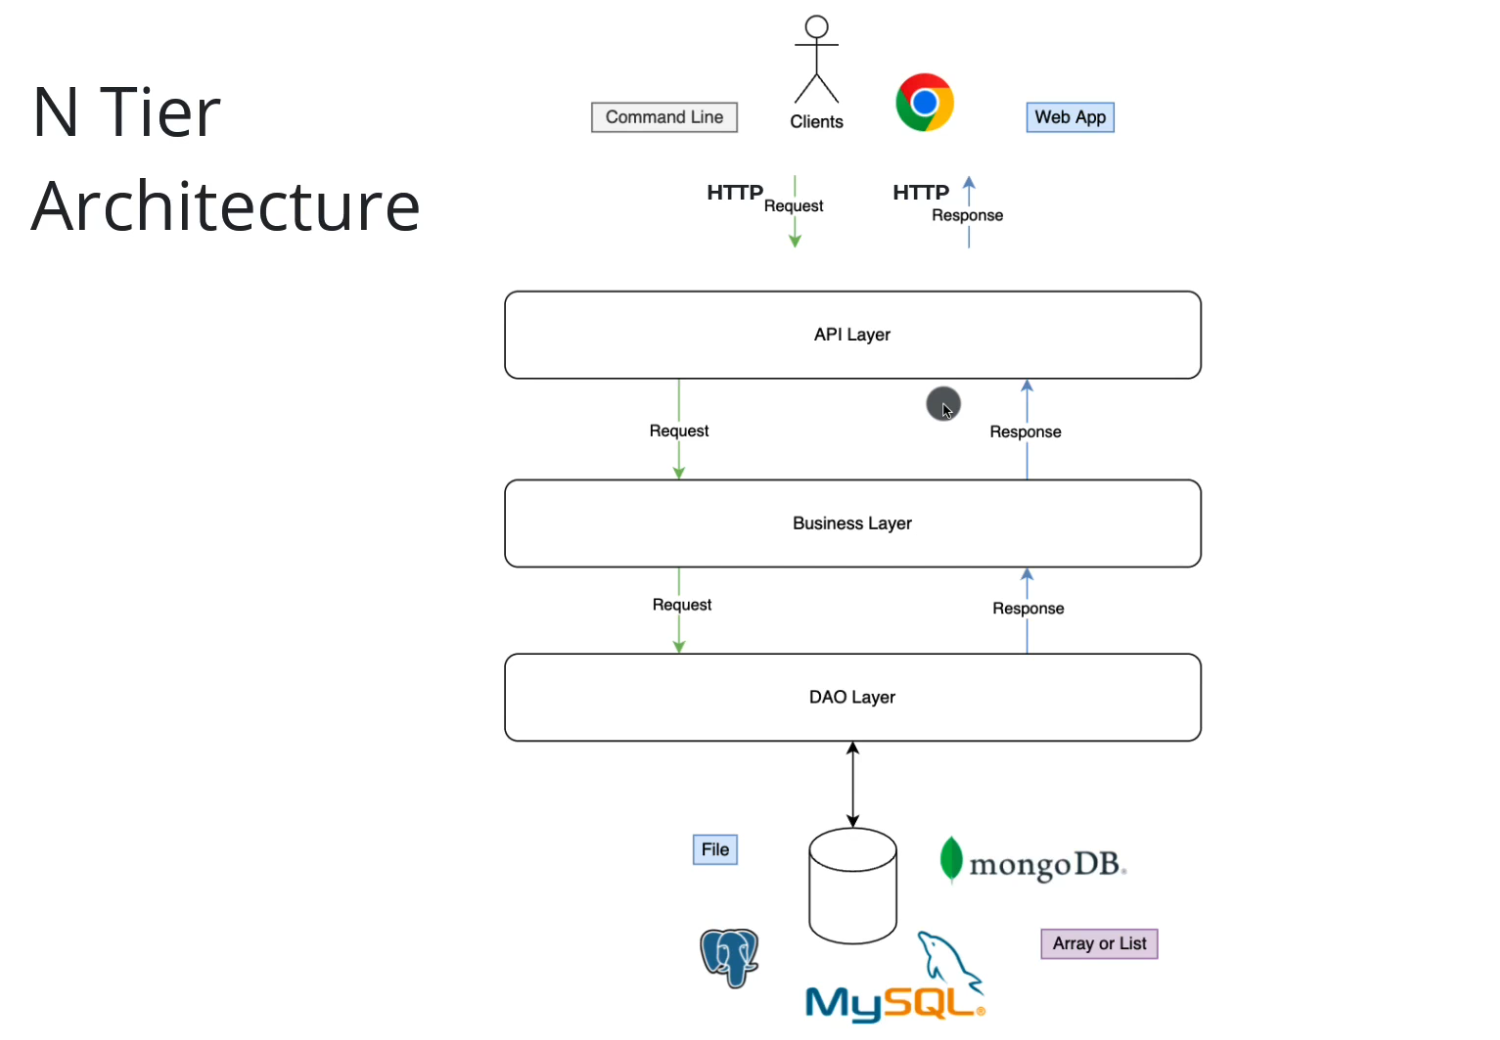 N Tier
Architecture
Command Line
Clients
Web App
HTTP
Request
HTTP
Response
API Layer
Request
Response
Business Layer
Request
Response
DAO Layer
File
mongoDB®
Array or List
MySQL®